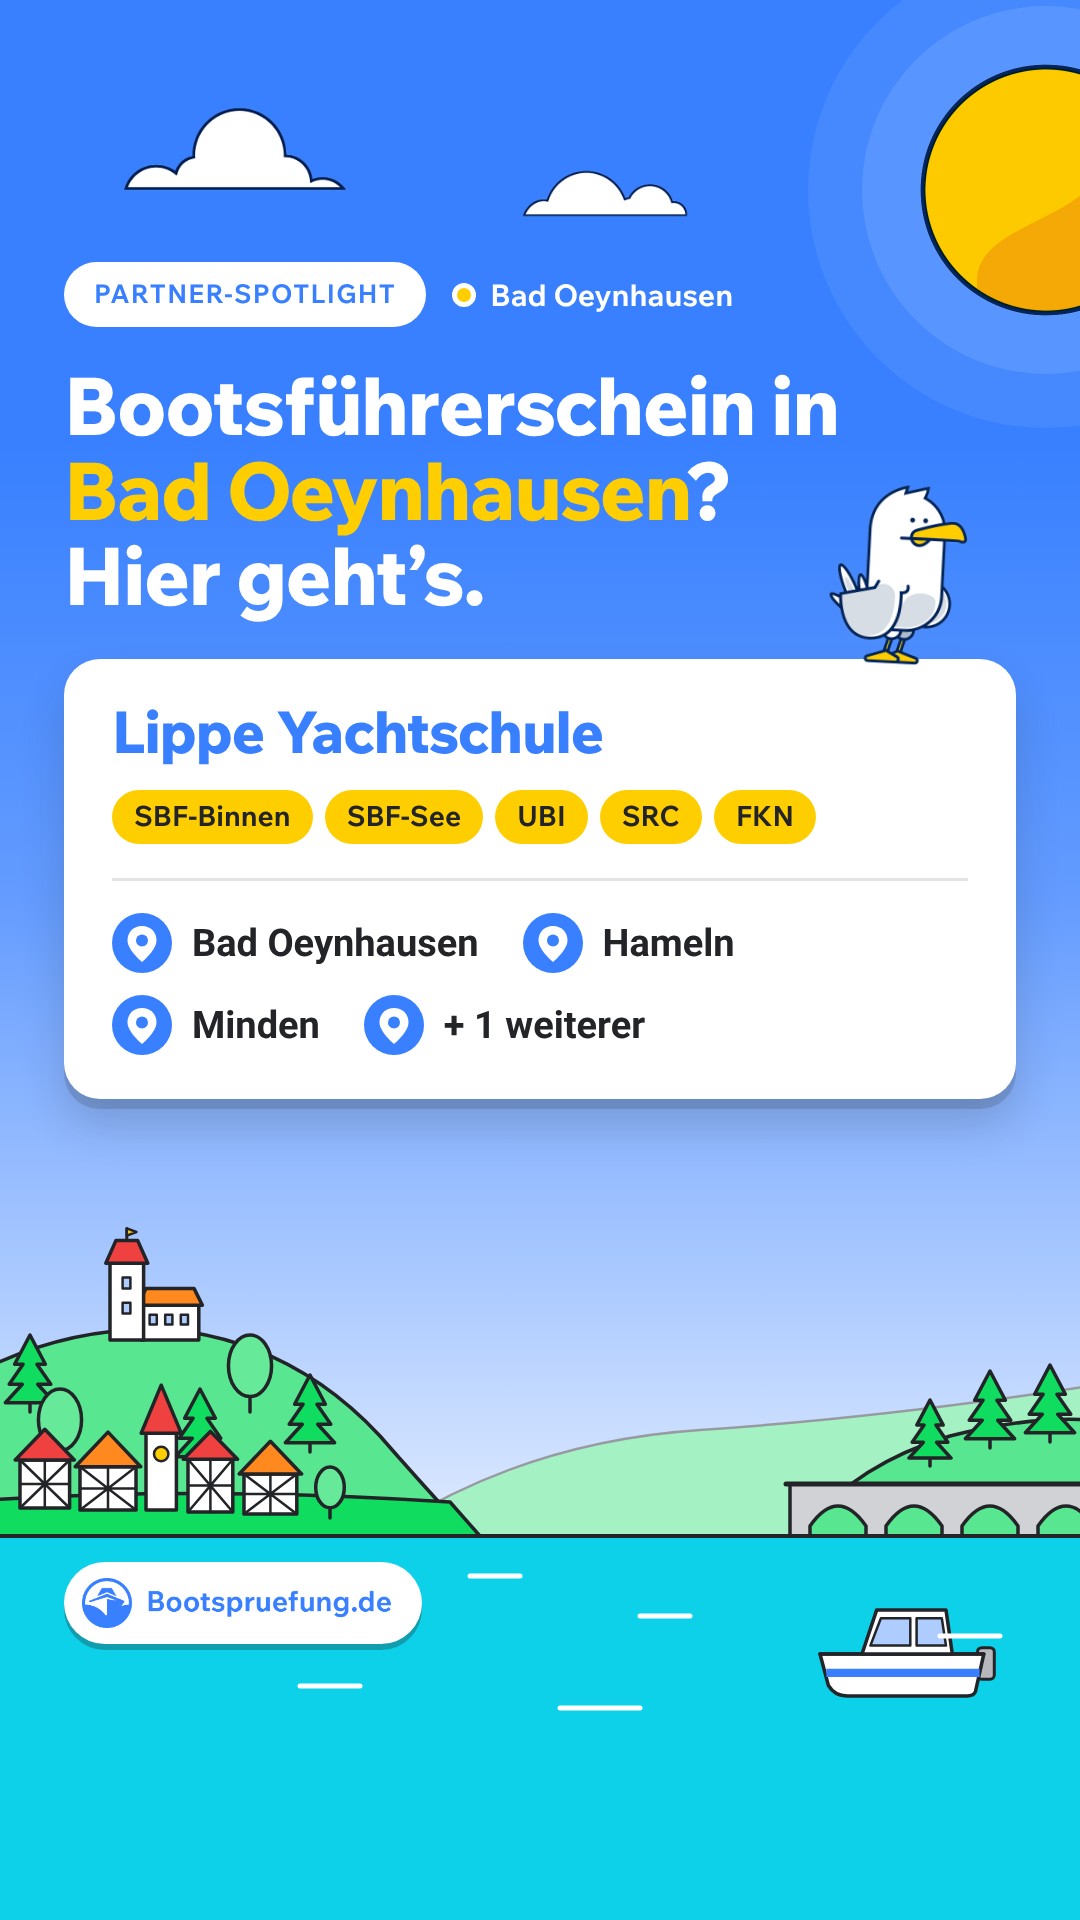 PARTNER-SPOTLIGHT
Bad Oeynhausen
Bootsführerschein in
Bad Oeynhausen?
Hier geht’s.
Lippe Yachtschule
SBF-Binnen SBF-See UBI SRC FKN
Bad Oeynhausen Hameln
Minden + 1 weiterer
Bootspruefung.de